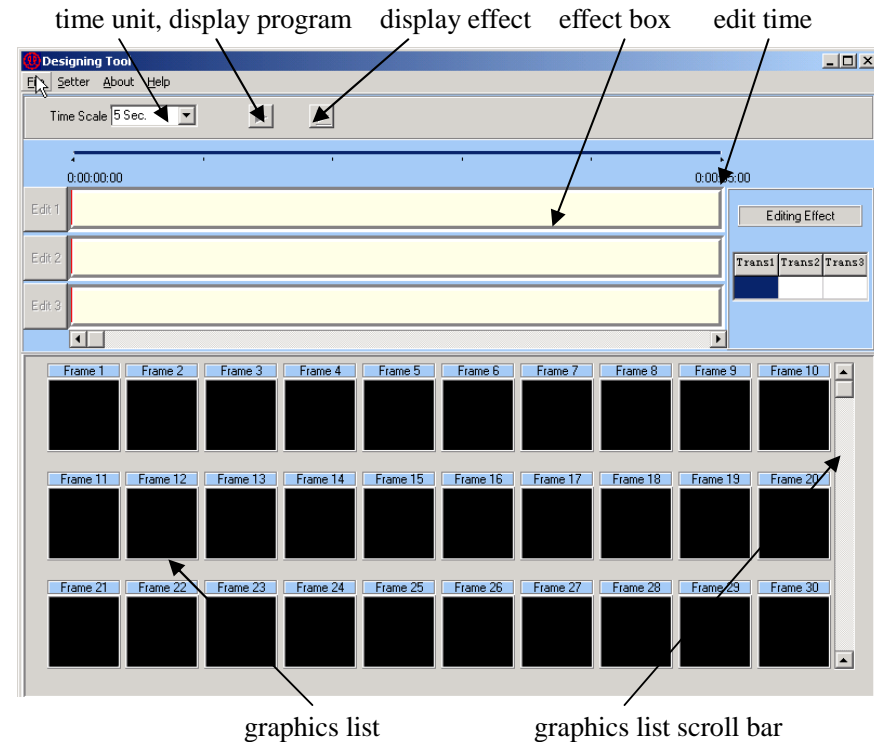 time unit, display program display effect effect box edit time
Designing Tool
File Setter About Help
Time Scale 5 Sec.
0:00:00:00 0:00:05:00
Edit 1
Editing Effect
Edit 2
Trans1 Trans2 Trans3
Edit 3
Frame 1 Frame 2 Frame 3 Frame 4 Frame 5 Frame 6 Frame 7 Frame 8 Frame 9 Frame 10
Frame 11 Frame 12 Frame 13 Frame 14 Frame 15 Frame 16 Frame 17 Frame 18 Frame 19 Frame 20
Frame 21 Frame 22 Frame 23 Frame 24 Frame 25 Frame 26 Frame 27 Frame 28 Frame 29 Frame 30
graphics list graphics list scroll bar